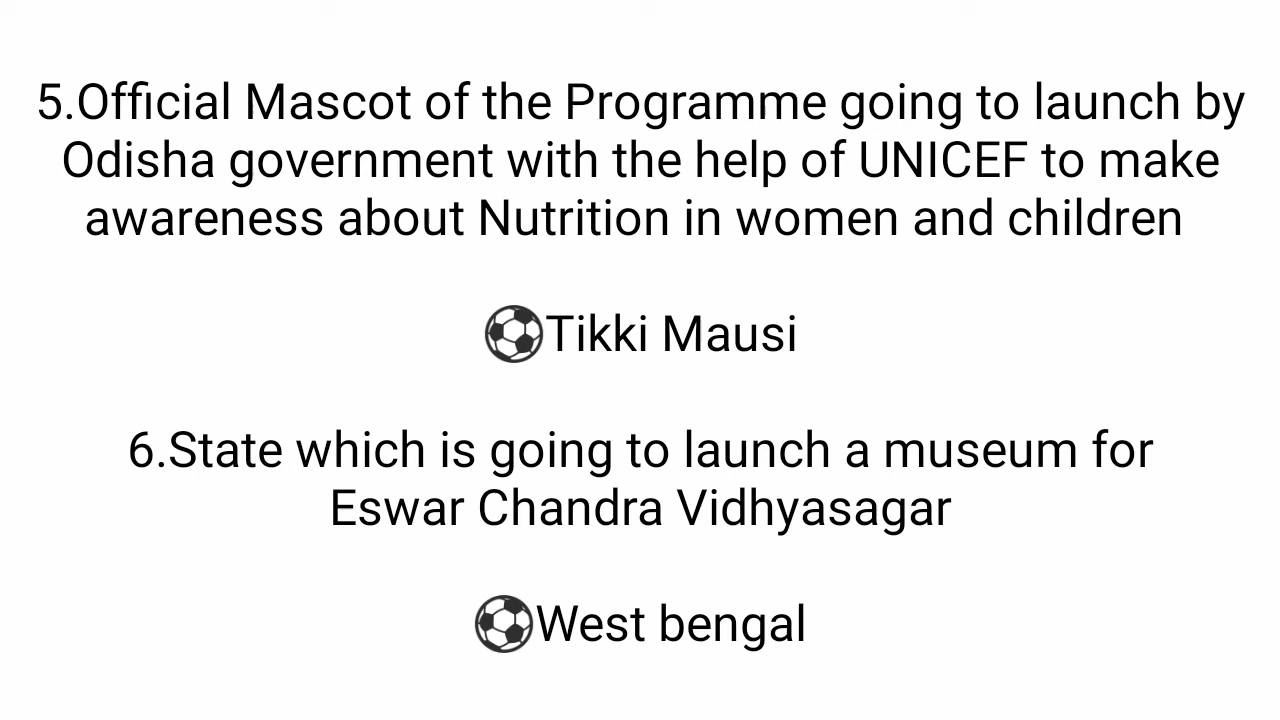 5.Official Mascot of the Programme going to launch by
Odisha government with the help of UNICEF to make
awareness about Nutrition in women and children
⚽Tikki Mausi
6.State which is going to launch a museum for
Eswar Chandra Vidhyasagar
⚽West bengal